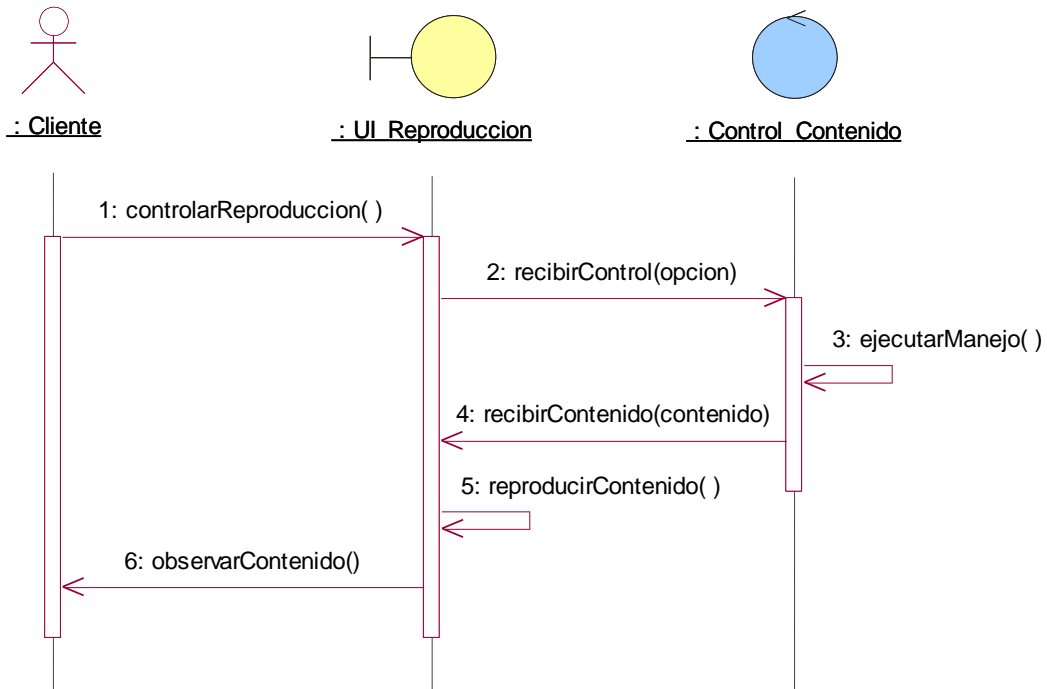 : Cliente
: UI_Reproduccion
: Control_Contenido
1: controlarReproduccion( )
2: recibirControl(opcion)
3: ejecutarManejo( )
4: recibirContenido(contenido)
5: reproducirContenido( )
6: observarContenido()